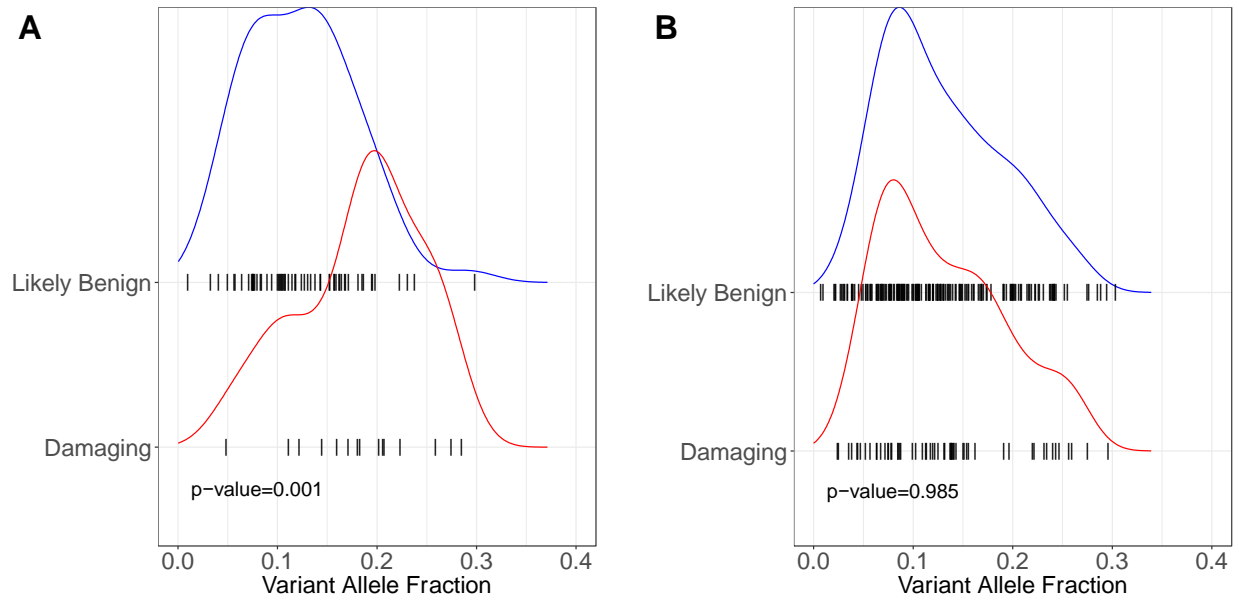 A
Likely Benign
Damaging
p−value=0.001
0.0 0.1 0.2 0.3 0.4
Variant Allele Fraction
B
Likely Benign
Damaging
p−value=0.985
0.0 0.1 0.2 0.3 0.4
Variant Allele Fraction